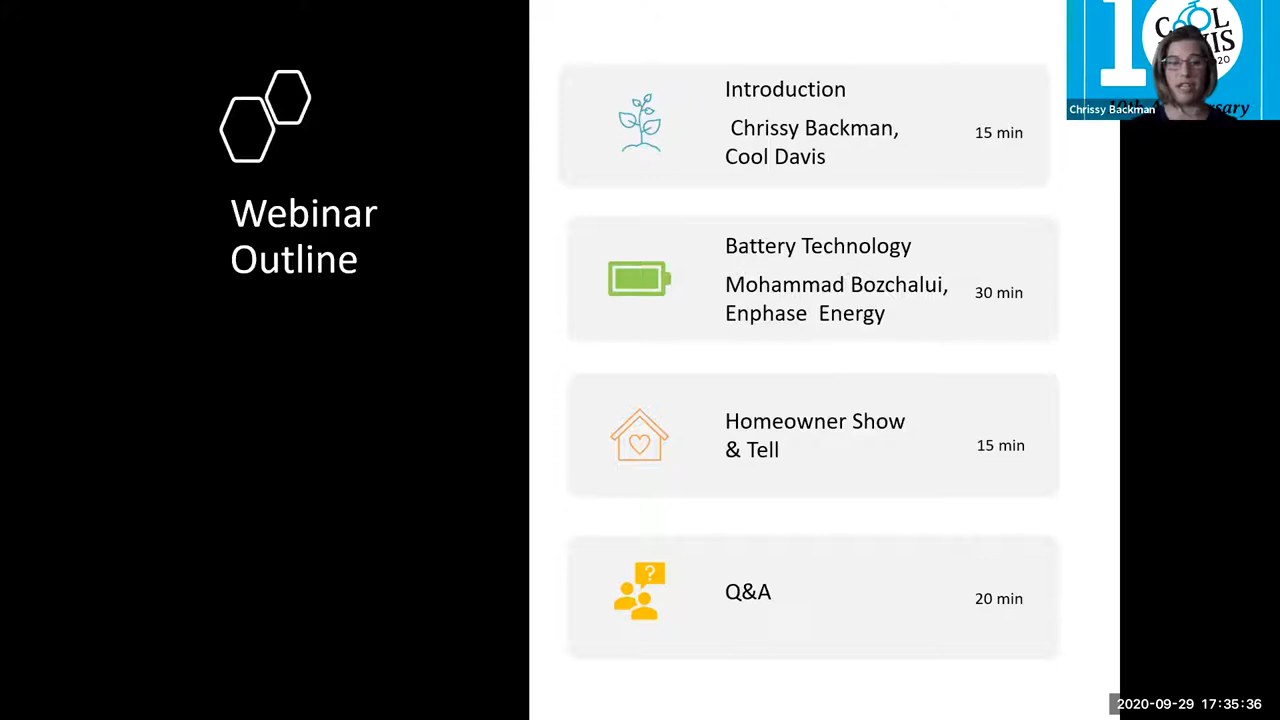 Webinar
Outline
Introduction
Chrissy Backman,
Cool Davis
15 min
Battery Technology
Mohammad Bozchalui,
Enphase  Energy
30 min
Homeowner Show
& Tell
15 min
?
Q&A
20 min
Chrissy Backman
2020-09-29 17:35:36